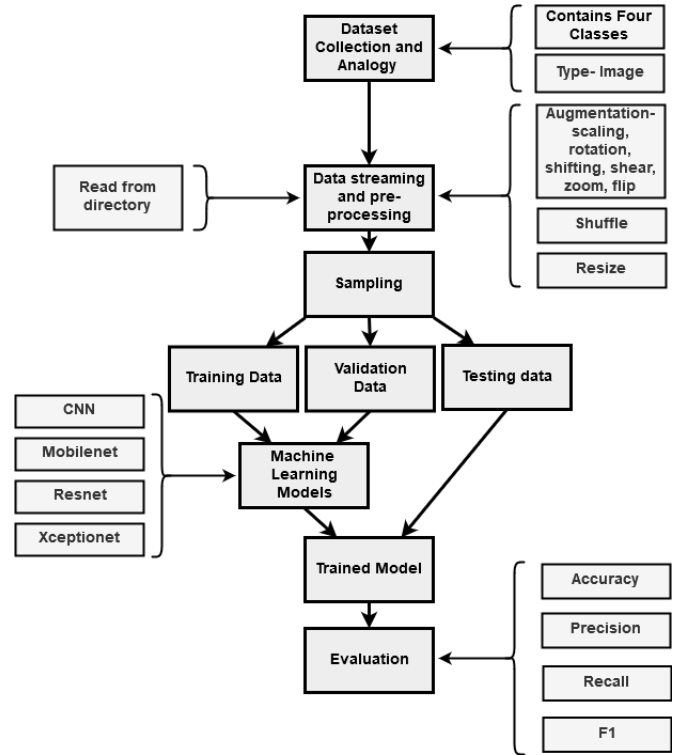 Dataset
Collection and
Analogy
Contains Four
Classes
Type- Image
Augmentation-
scaling,
rotation,
shifting, shear,
zoom, flip
Shuffle
Resize
Read from
directory
Data streaming
and pre-
processing
Sampling
Training Data
Validation
Data
Testing data
CNN
Mobilenet
Resnet
Xceptionet
Machine
Learning
Models
Trained Model
Evaluation
Accuracy
Precision
Recall
F1